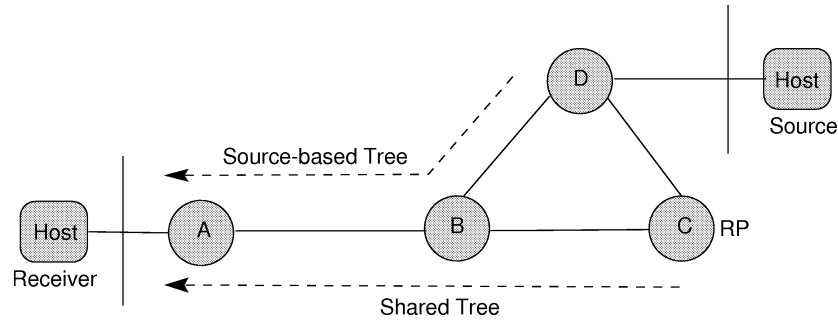 D
Host
Source
Source-based Tree
Host
Receiver
A
B
C
RP
Shared Tree